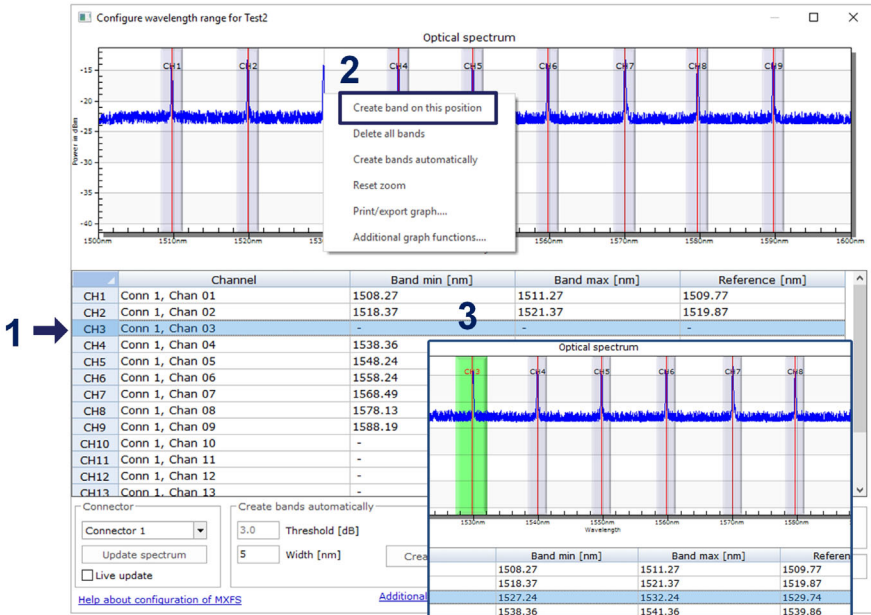 Configure wavelength range for Test2
Optical spectrum
2
CH1 CH2 CH4 CH5 CH6 CH7 CH8 CH9
Create band on this position
Delete all bands
Create bands automatically
Reset zoom
Print/export graph....
Additional graph functions....
Power in dBm
-15
-20
-25
-30
-35
-40
1500nm 1510nm 1520nm 1560nm 1570nm 1580nm 1590nm 1600nm
Channel Band min [nm] Band max [nm] Reference [nm]
CH1 Conn 1, Chan 01 1508.27 1511.27 1509.77
CH2 Conn 1, Chan 02 1518.37 1521.37 1519.87
1
3
CH3 Conn 1, Chan 03 - - -
CH4 Conn 1, Chan 04 1538.36
CH5 Conn 1, Chan 05 1548.24
CH6 Conn 1, Chan 06 1558.24
CH7 Conn 1, Chan 07 1568.49
CH8 Conn 1, Chan 08 1578.13
CH9 Conn 1, Chan 09 1588.19
CH10 Conn 1, Chan 10 -
CH11 Conn 1, Chan 11 -
CH12 Conn 1, Chan 12 -
CH13 Conn 1, Chan 13 -
Optical spectrum
CH3 CH4 CH5 CH6 CH7 CH8
1530nm 1540nm 1550nm 1560nm 1570nm 1580nm
Wavelength
Band min [nm] Band max [nm] Referen
1508.27 1511.27 1509.77
1518.37 1521.37 1519.87
1527.24 1532.24 1529.74
1538.36 1541.36 1539.86
Connector
Connector 1
Update spectrum
Live update
Create bands automatically
3.0 Threshold [dB]
5 Width [nm]
Crea
Help about configuration of MXFS
Additional